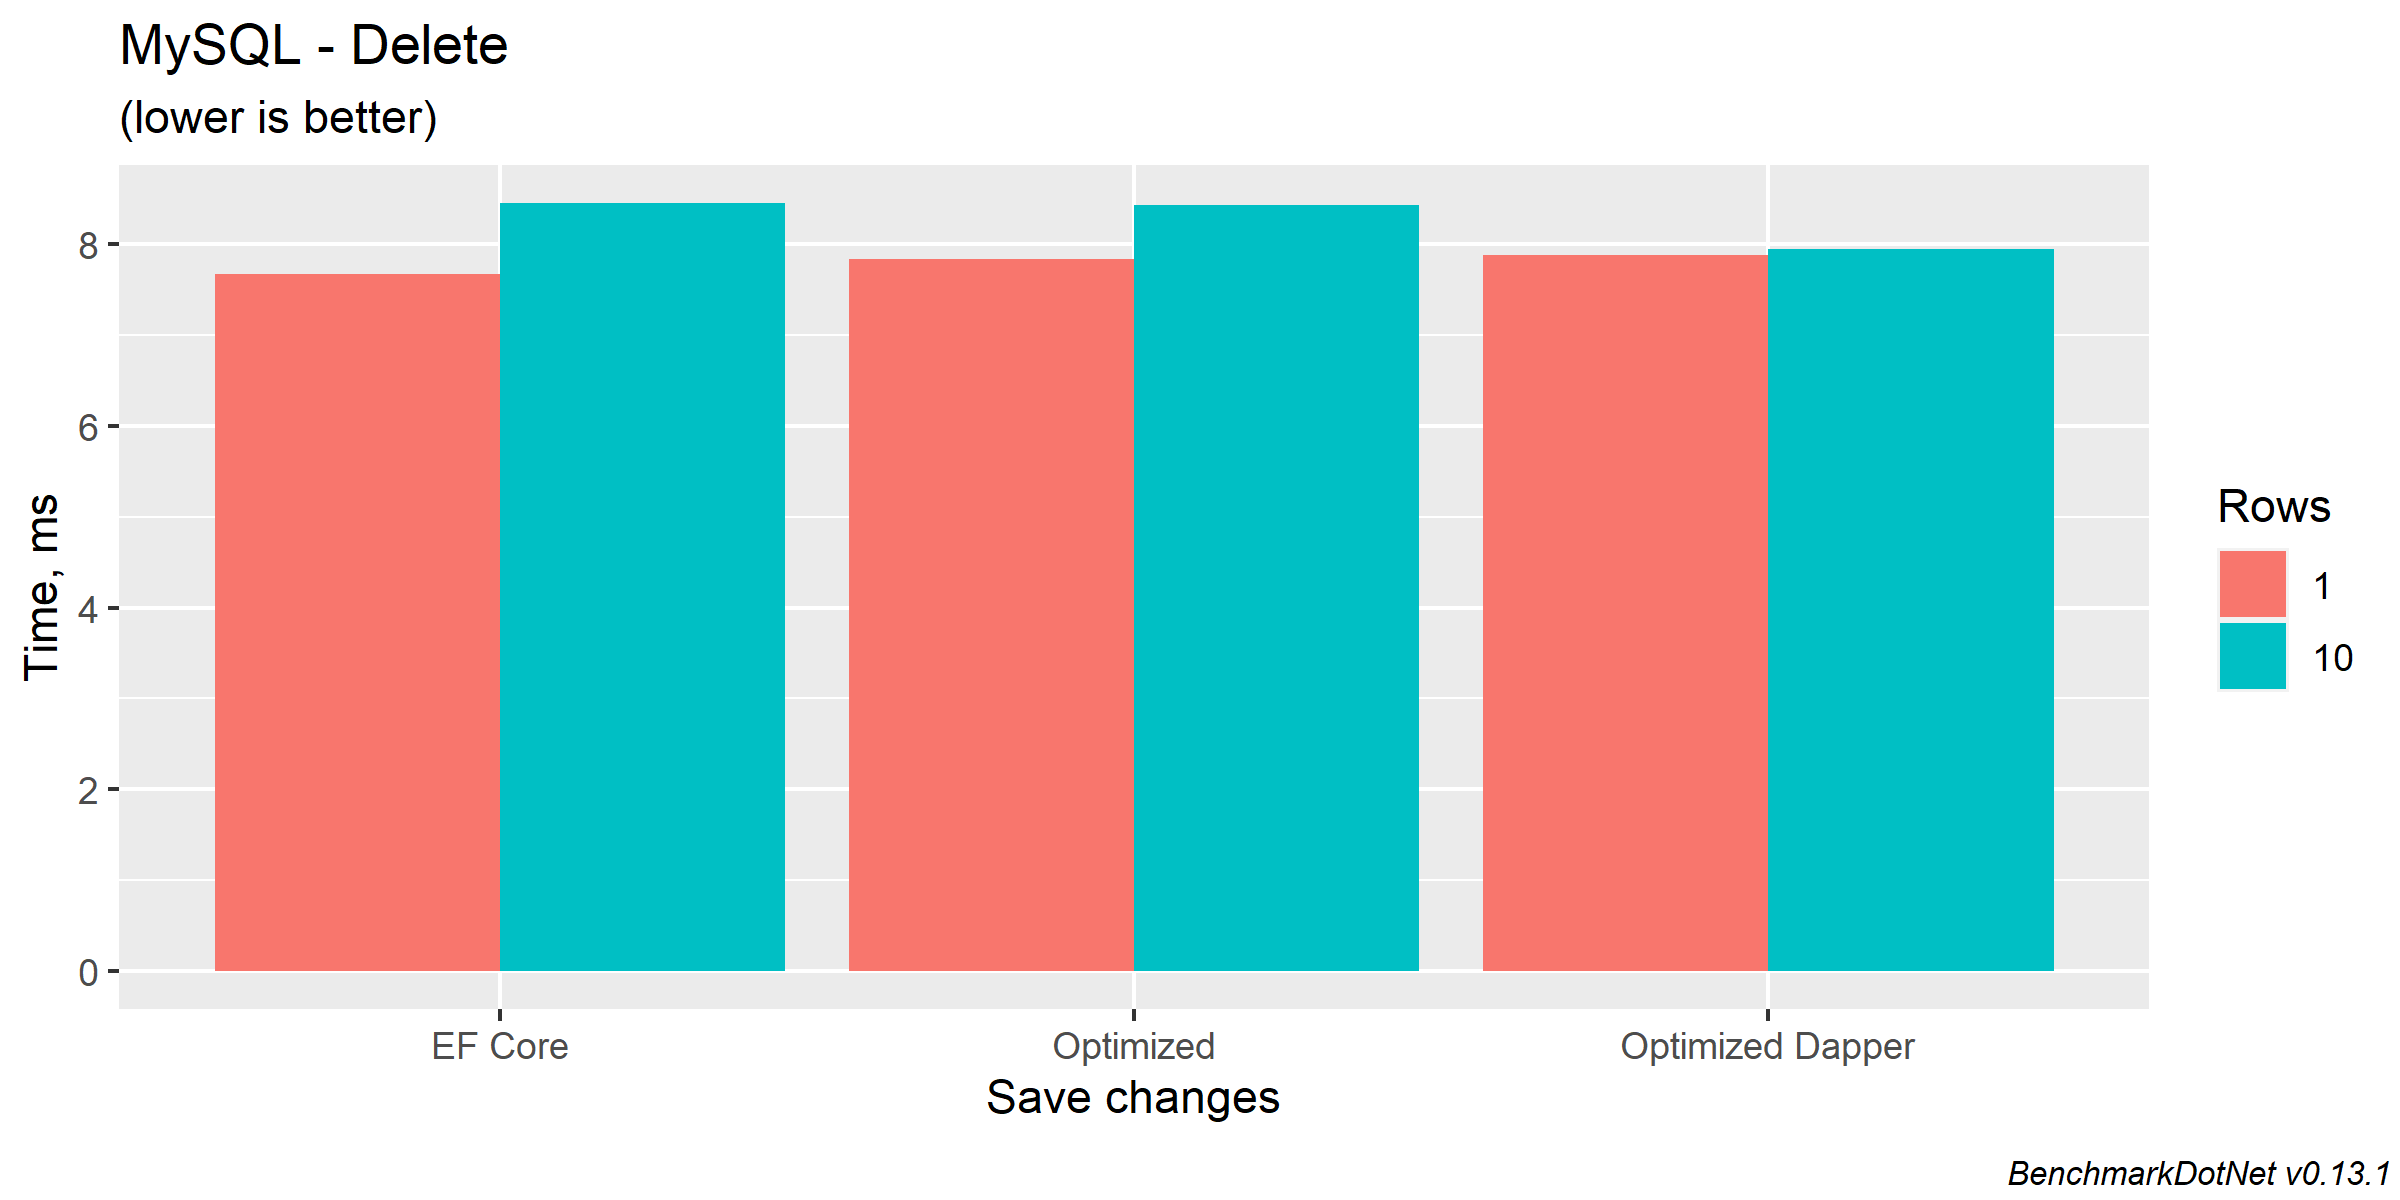 MySQL - Delete
(lower is better)
Time, ms
8
6
4
2
0
EF Core
Optimized
Optimized Dapper
Save changes
Rows
1
10
BenchmarkDotNet v0.13.1